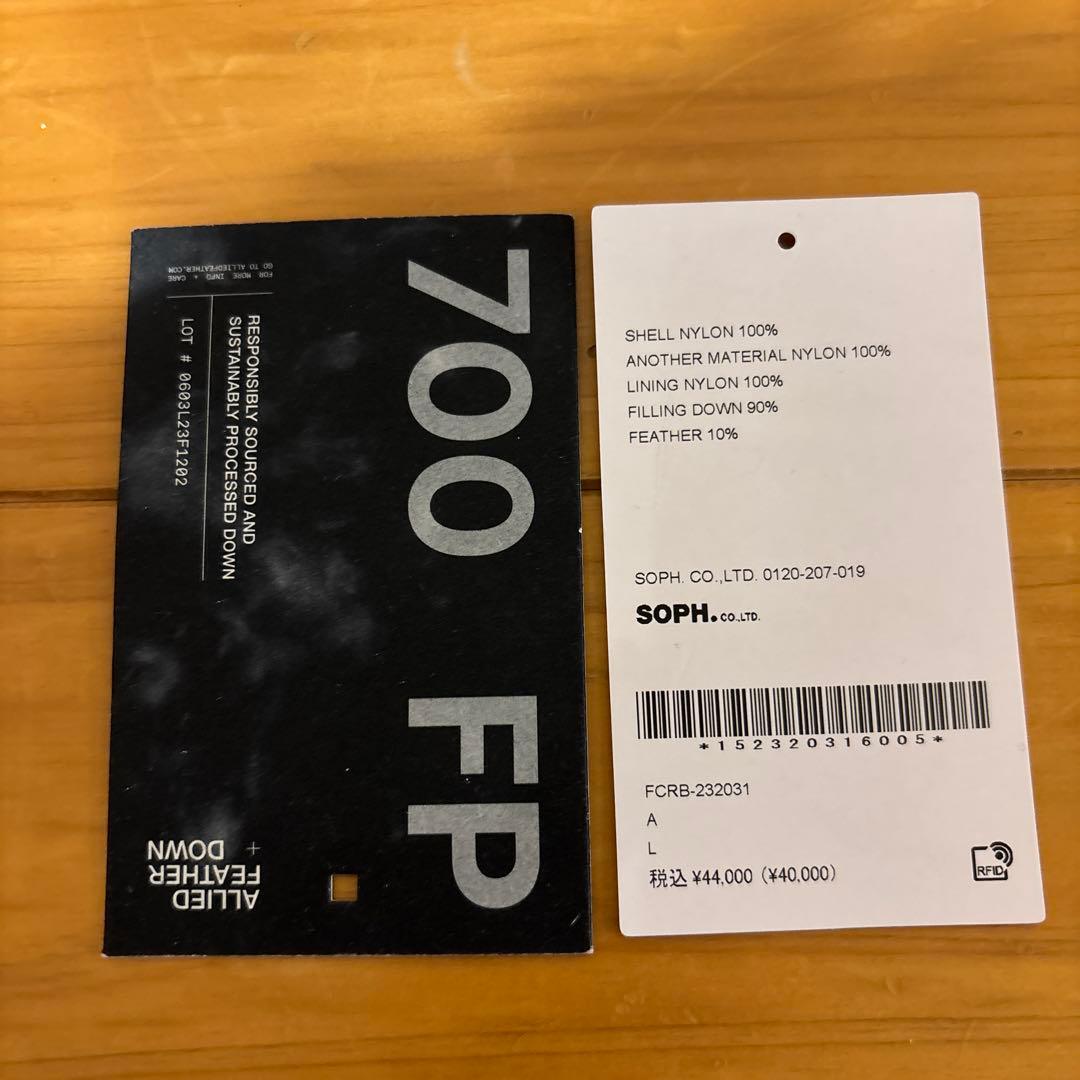 700 FP
RESPONSIBLY SOURCED AND
SUSTAINABLY PROCESSED DOWN
LOT # 0603L23F1202
FOR MORE INFO + CARE
GO TO ALLIEDFEATHER.COM
ALLIED
FEATHER
+ DOWN
SHELL NYLON 100%
ANOTHER MATERIAL NYLON 100%
LINING NYLON 100%
FILLING DOWN 90%
FEATHER 10%
SOPH. CO.,LTD. 0120-207-019
SOPH. CO.,LTD.
*152320316005*
FCRB-232031
A
L
税込 ¥44,000 (¥40,000)
RFID